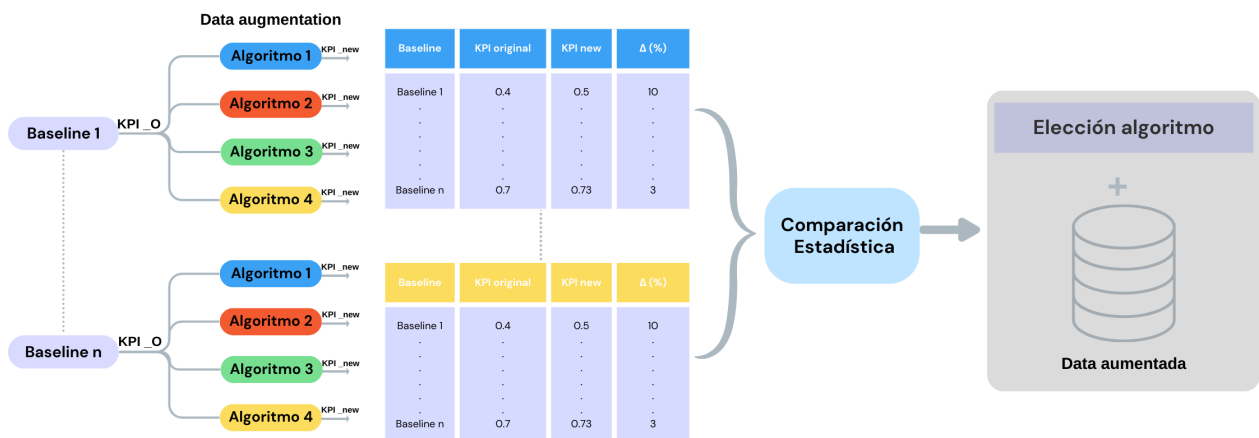 Data augmentation
Baseline 1
KPI _O
Algoritmo 1
KPI _new
Algoritmo 2
KPI _new
Algoritmo 3
KPI _new
Algoritmo 4
KPI _new
Baseline n
KPI _O
Algoritmo 1
KPI _new
Algoritmo 2
KPI _new
Algoritmo 3
KPI _new
Algoritmo 4
KPI _new
Baseline KPI original KPI new Δ (%)
Baseline 1 0.4 0.5 10
. . . .
. . . .
. . . .
. . . .
. . . .
Baseline n 0.7 0.73 3
Baseline KPI original KPI new Δ (%)
Baseline 1 0.4 0.5 10
. . . .
. . . .
. . . .
. . . .
. . . .
Baseline n 0.7 0.73 3
Comparación
Estadística
Elección algoritmo
+
Data aumentada